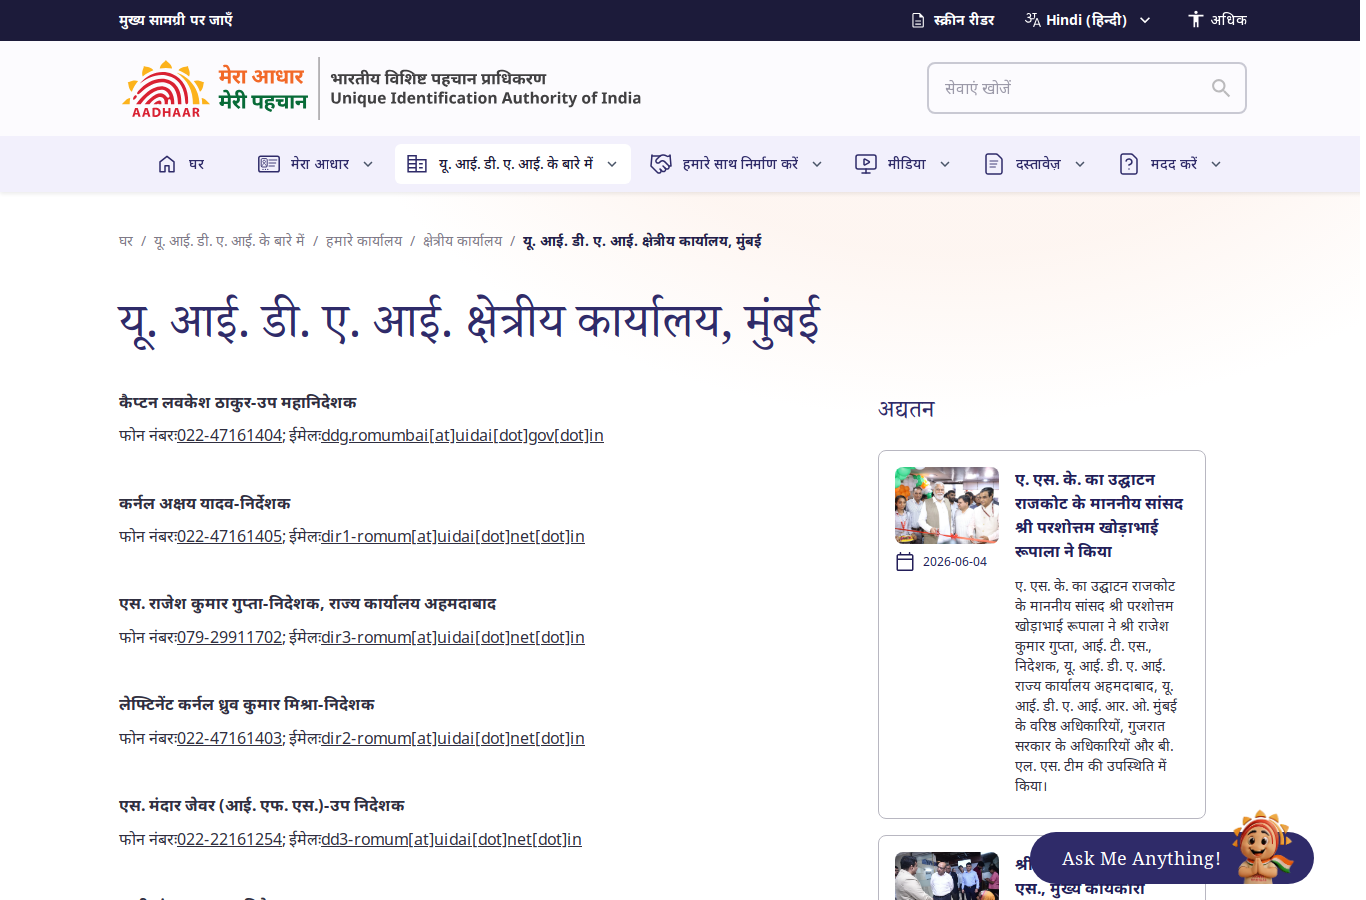 मुख्य सामग्री पर जाएँ
स्क्रीन रीडर
Hindi (हिन्दी)
अधिक
AADHAAR
मेरा आधार
मेरी पहचान
भारतीय विशिष्ट पहचान प्राधिकरण
Unique Identification Authority of India
सेवाएं खोजें
घर
मेरा आधार
यू. आई. डी. ए. आई. के बारे में
हमारे साथ निर्माण करें
मीडिया
दस्तावेज़
मदद करें
घर / यू. आई. डी. ए. आई. के बारे में / हमारे कार्यालय / क्षेत्रीय कार्यालय / यू. आई. डी. ए. आई. क्षेत्रीय कार्यालय, मुंबई
यू. आई. डी. ए. आई. क्षेत्रीय कार्यालय, मुंबई
कैप्टन लवकेश ठाकुर-उप महानिदेशक
फोन नंबरः022-47161404; ईमेलःddg.romumbai[at]uidai[dot]gov[dot]in
कर्नल अक्षय यादव-निर्देशक
फोन नंबरः022-47161405; ईमेलःdir1-romum[at]uidai[dot]net[dot]in
एस. राजेश कुमार गुप्ता-निदेशक, राज्य कार्यालय अहमदाबाद
फोन नंबरः079-29911702; ईमेलःdir3-romum[at]uidai[dot]net[dot]in
लेफ्टिनेंट कर्नल ध्रुव कुमार मिश्रा-निदेशक
फोन नंबरः022-47161403; ईमेलःdir2-romum[at]uidai[dot]net[dot]in
एस. मंदार जेवर (आई. एफ. एस.)-उप निदेशक
फोन नंबरः022-22161254; ईमेलःdd3-romum[at]uidai[dot]net[dot]in
अद्यतन
2026-06-04
ए. एस. के. का उद्घाटन
राजकोट के माननीय सांसद
श्री परशोत्तम खोड़ाभाई
रूपाला ने किया
ए. एस. के. का उद्घाटन राजकोट
के माननीय सांसद श्री परशोत्तम
खोड़ाभाई रूपाला ने श्री राजेश
कुमार गुप्ता, आई. टी. एस.,
निदेशक, यू. आई. डी. ए. आई.
राज्य कार्यालय अहमदाबाद, यू.
आई. डी. ए. आई. आर. ओ. मुंबई
के वरिष्ठ अधिकारियों, गुजरात
सरकार के अधिकारियों और बी.
एल. एस. टीम की उपस्थिति में
किया।
एस., मुख्य कार्यकारी
Ask Me Anything!